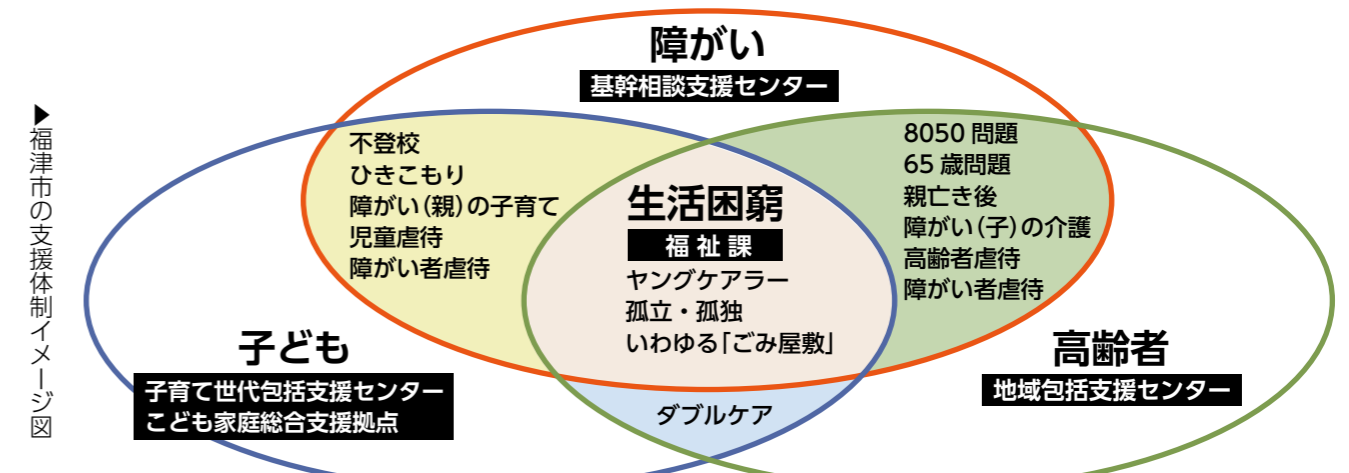 ▶福津市の支援体制イメージ図
障がい
基幹相談支援センター
不登校
ひきこもり
障がい(親)の子育て
児童虐待
障がい者虐待
生活困窮
福祉課
ヤングケアラー
孤立・孤独
いわゆる「ごみ屋敷」
8050 問題
65 歳問題
親亡き後
障がい(子)の介護
高齢者虐待
障がい者虐待
子ども
子育て世代包括支援センター
こども家庭総合支援拠点
高齢者
地域包括支援センター
ダブルケア